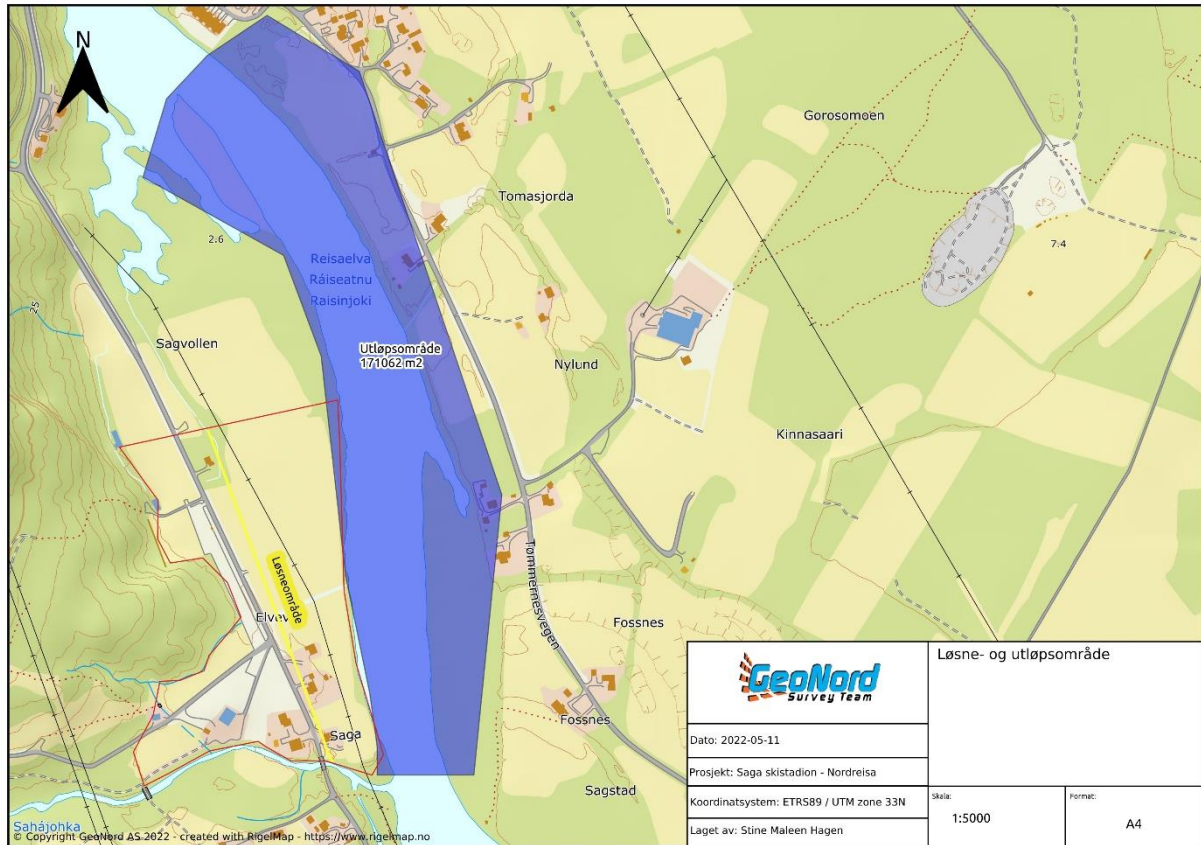 N
Gorosomoen
Tomasjorda
2.6
7.4
Reisaelva
Ráiseatnu
Raisinjoki
25
Sagvollen
Utløpsområde
171062 m2
Nylund
Kinnasaari
Løsneområde
Tømmernesvegen
Fossnes
Saga
Fossnes
Sagstad
Sahájohka
© Copyright GeoNord AS 2022 - created with RigelMap - https://www.rigelmap.no
GeoNord
Survey Team
Løsne- og utløpsområde
Dato: 2022-05-11
Prosjekt: Saga skistadion - Nordreisa
Koordinatsystem: ETRS89 / UTM zone 33N
Laget av: Stine Maleen Hagen
Skala:
1:5000
Format:
A4